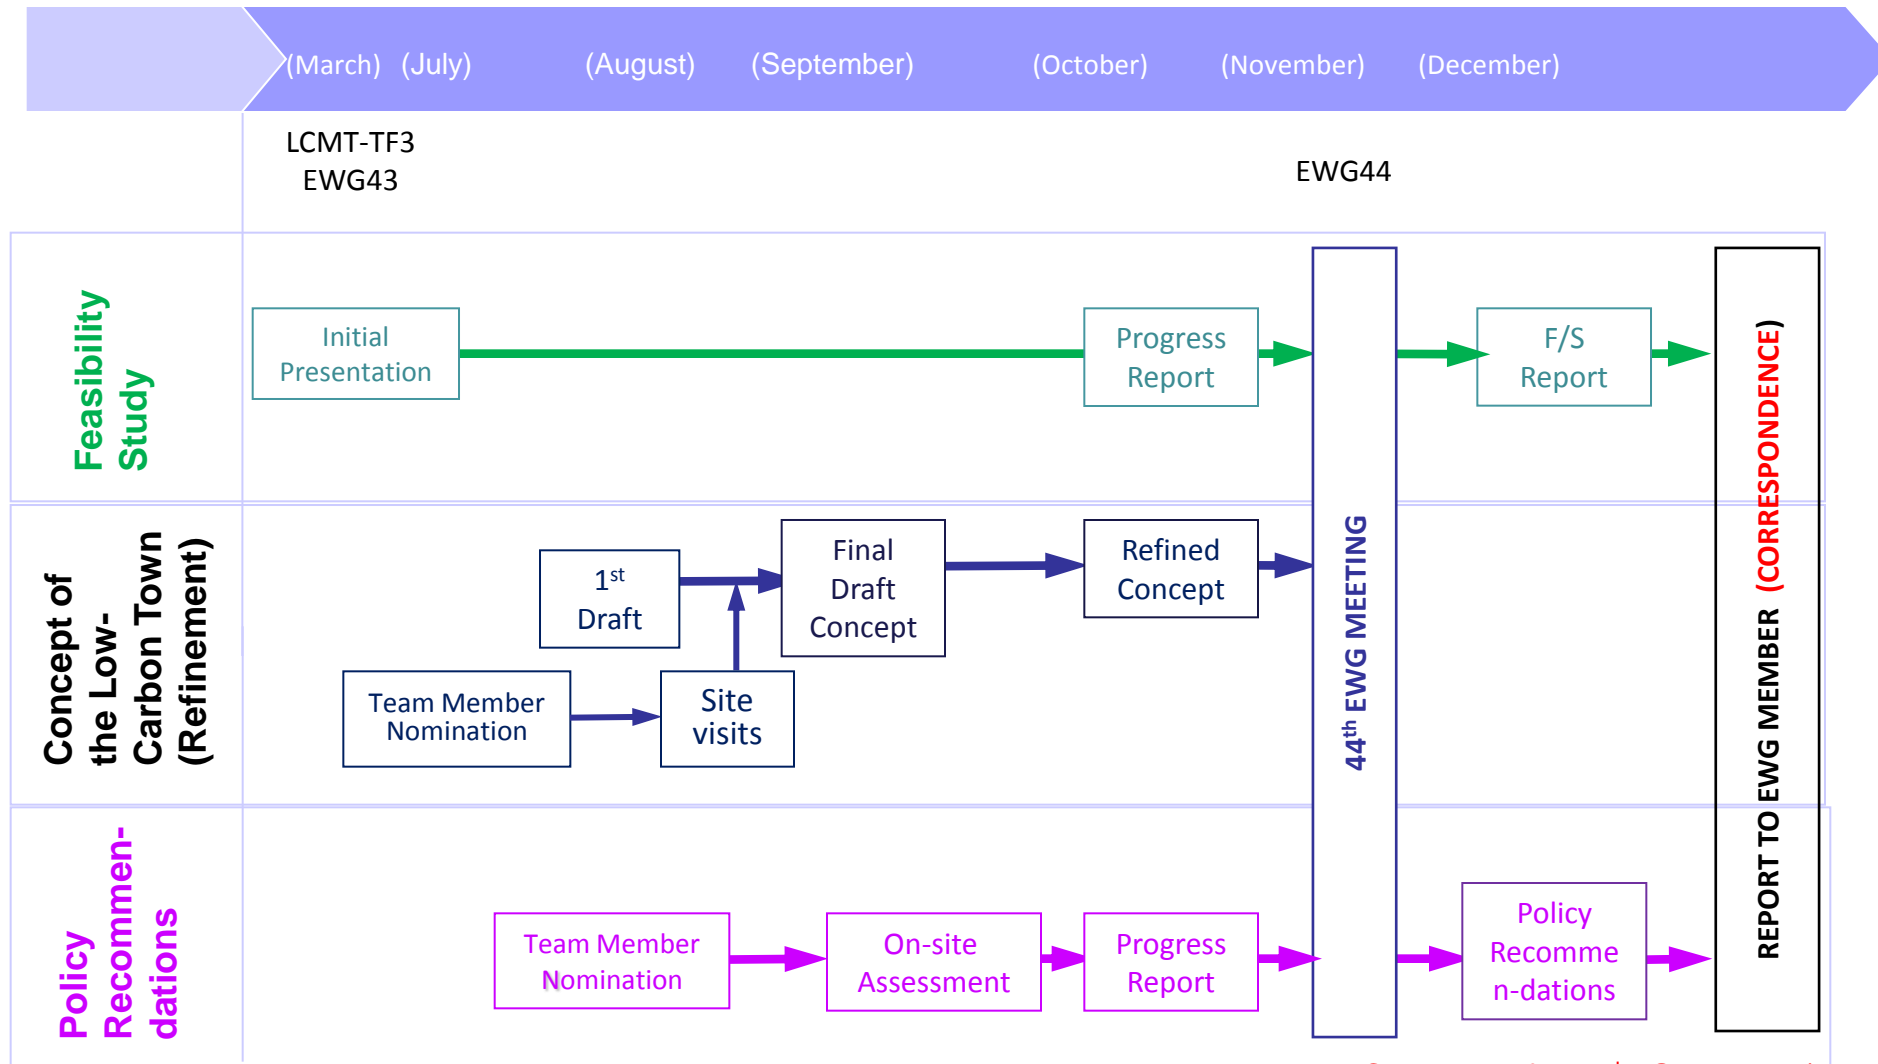 (March) (July) (August) (September) (October) (November) (December)
LCMT-TF3
EWG43
EWG44
Feasibility
Study
Initial
Presentation
Progress
Report
F/S
Report
Concept of
the Low-
Carbon Town
(Refinement)
1st
Draft
Final
Draft
Concept
Refined
Concept
Team Member
Nomination
Site
visits
44th EWG MEETING
REPORT TO EWG MEMBER (CORRESPONDENCE)
Policy
Recommen-
dations
Team Member
Nomination
On-site
Assessment
Progress
Report
Policy
Recomme
n-dations